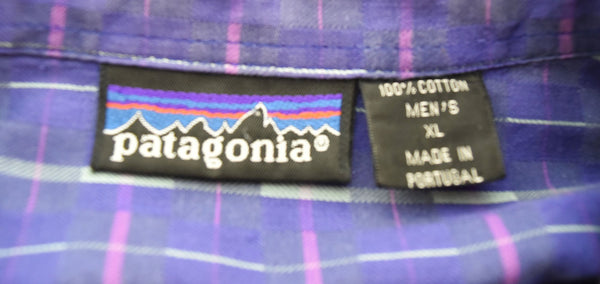 patagonia®
100% COTTON
MEN'S
XL
MADE IN
PORTUGAL